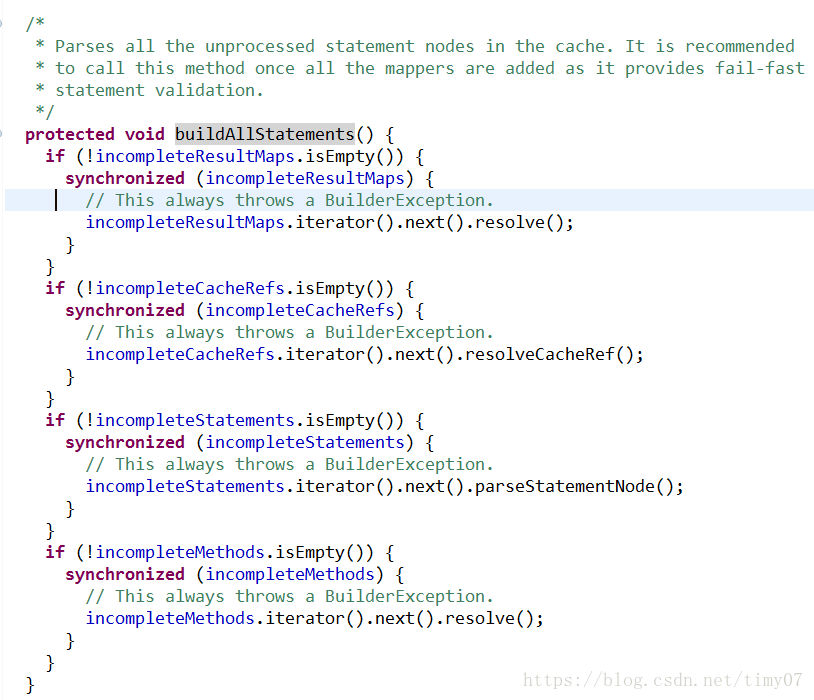 /*
 * Parses all the unprocessed statement nodes in the cache. It is recommended
 * to call this method once all the mappers are added as it provides fail-fast
 * statement validation.
 */
protected void buildAllStatements() {
  if (!incompleteResultMaps.isEmpty()) {
    synchronized (incompleteResultMaps) {
      // This always throws a BuilderException.
      incompleteResultMaps.iterator().next().resolve();
    }
  }
  if (!incompleteCacheRefs.isEmpty()) {
    synchronized (incompleteCacheRefs) {
      // This always throws a BuilderException.
      incompleteCacheRefs.iterator().next().resolveCacheRef();
    }
  }
  if (!incompleteStatements.isEmpty()) {
    synchronized (incompleteStatements) {
      // This always throws a BuilderException.
      incompleteStatements.iterator().next().parseStatementNode();
    }
  }
  if (!incompleteMethods.isEmpty()) {
    synchronized (incompleteMethods) {
      // This always throws a BuilderException.
      incompleteMethods.iterator().next().resolve();
    }
  }
}
https://blog.csdn.net/timy07